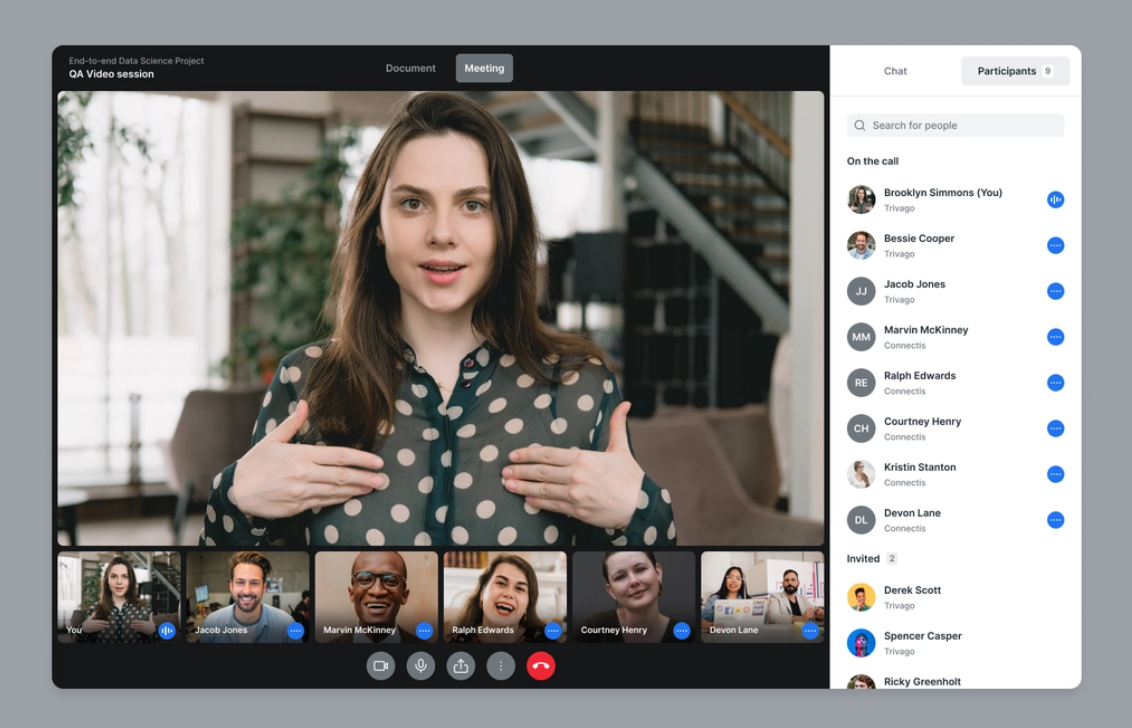 End-to-end Data Science Project
QA Video session
Document
Meeting
Chat
Participants 9
Search for people
On the call
Brooklyn Simmons (You)
Trivago
Bessie Cooper
Trivago
JJ
Jacob Jones
Trivago
MM
Marvin McKinney
Connectis
RE
Ralph Edwards
Connectis
CH
Courtney Henry
Connectis
Kristin Stanton
Connectis
DL
Devon Lane
Connectis
Invited 2
Derek Scott
Trivago
Spencer Casper
Trivago
Ricky Greenholt
You
Jacob Jones
Marvin McKinney
Ralph Edwards
Courtney Henry
Devon Lane